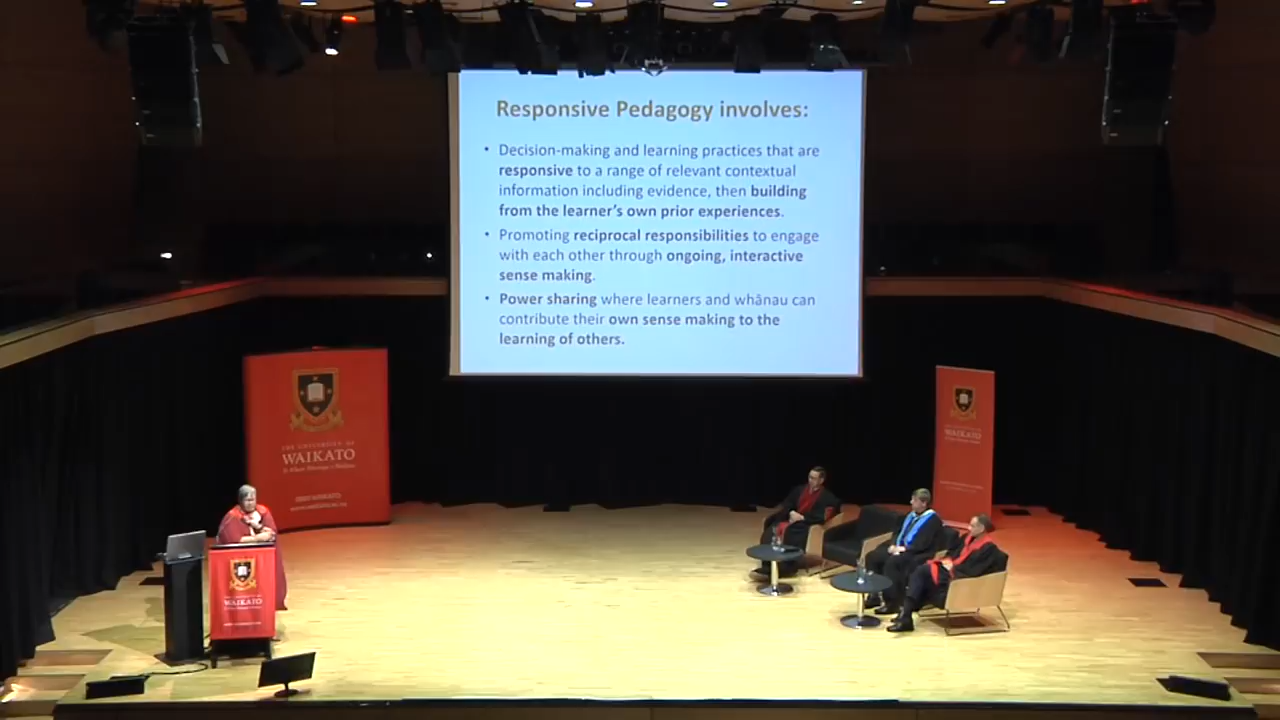 Responsive Pedagogy involves:
• Decision-making and learning practices that are
responsive to a range of relevant contextual
information including evidence, then building
from the learner's own prior experiences.
• Promoting reciprocal responsibilities to engage
with each other through ongoing, interactive
sense making.
• Power sharing where learners and whānau can
contribute their own sense making to the
learning of others.
THE UNIVERSITY OF
WAIKATO
WAIKATO
THE UNIVERSITY OF
WAIKATO